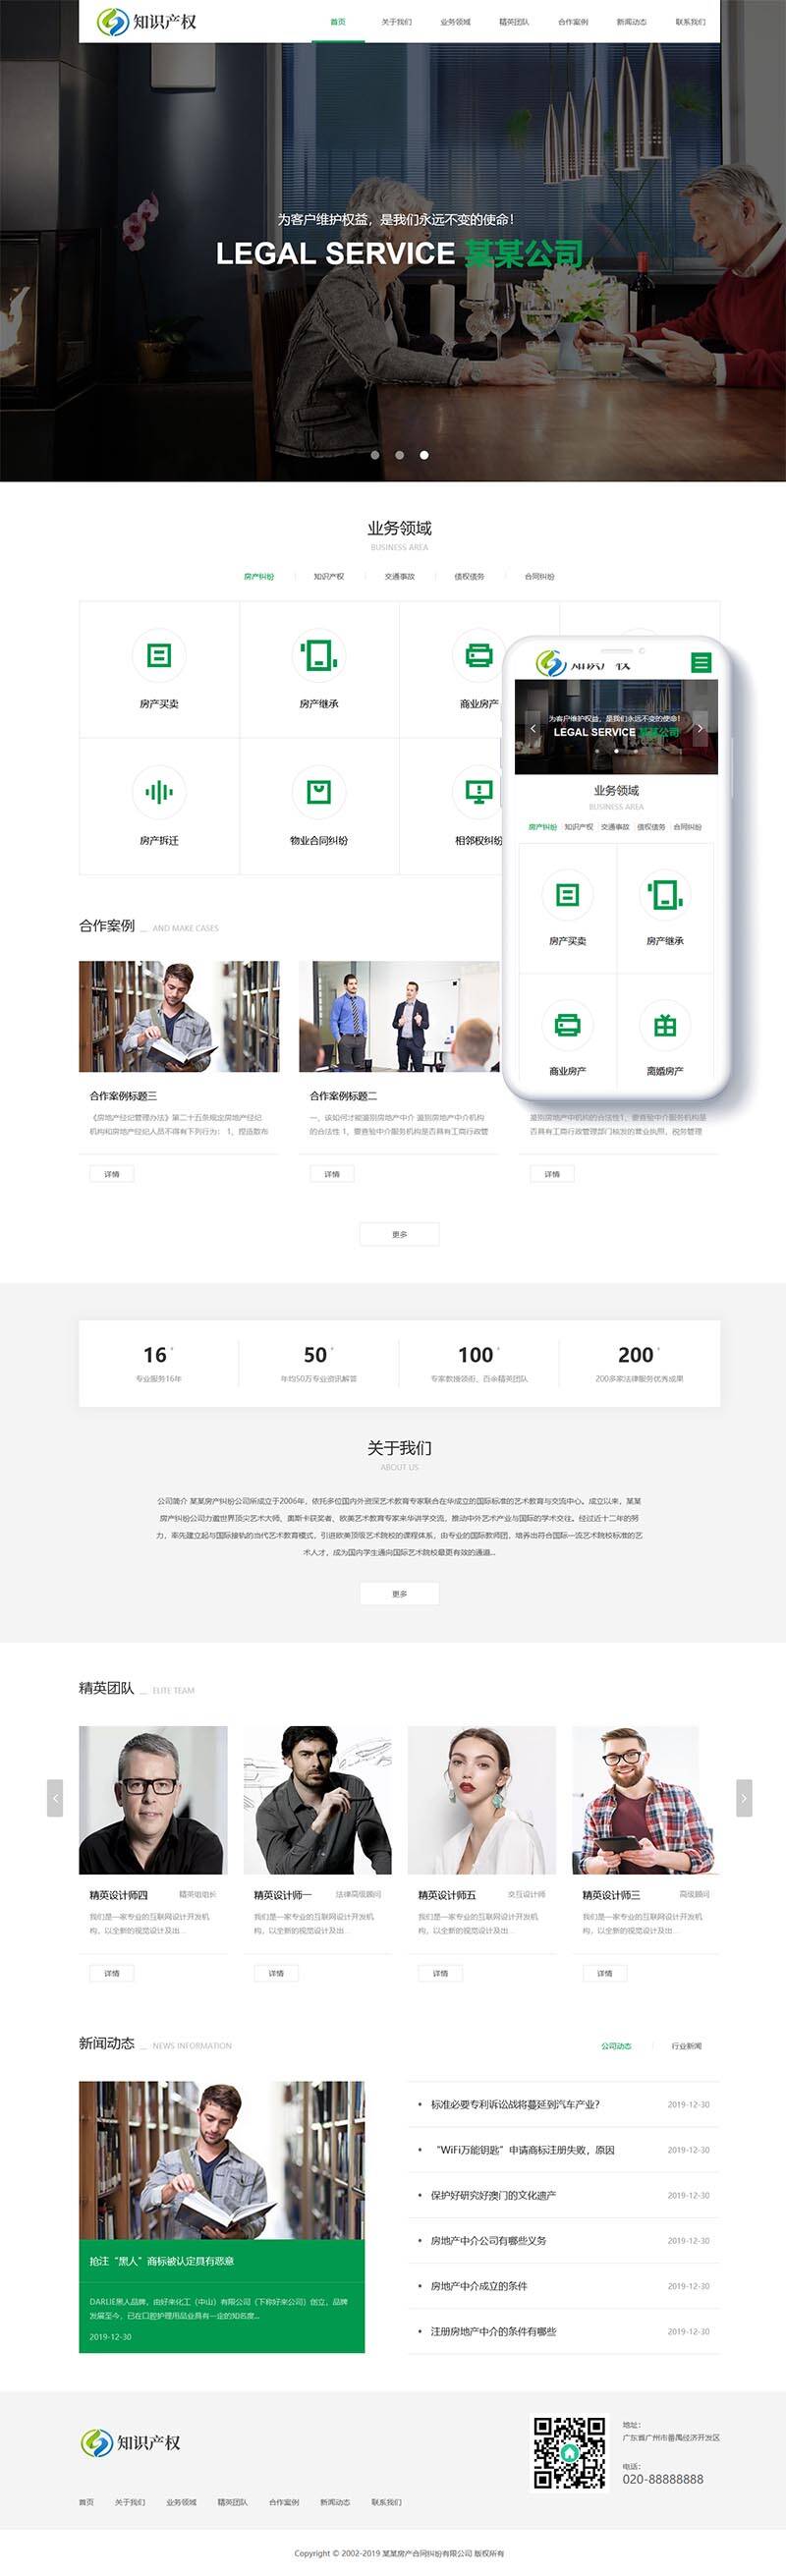 知识产权
首页 关于我们 业务领域 精英团队 合作案例 新闻动态 联系我们
为客户维护权益，是我们永远不变的使命！
LEGAL SERVICE 某某公司
业务领域
BUSINESS AREA
房产纠纷 知识产权 交通事故 债权债务 合同纠纷
房产买卖 房产继承 商业房产
房产拆迁 物业合同纠纷 相邻权纠纷
知识产权
为客户维护权益，是我们永远不变的使命！
LEGAL SERVICE 某某公司
业务领域
BUSINESS AREA
房产纠纷 知识产权 交通事故 债权债务 合同纠纷
房产买卖 房产继承
商业房产 离婚房产
合作案例 __ AND MAKE CASES
合作案例标题三
《房地产经纪管理办法》第二十五条规定房地产经纪
机构和房地产经纪人员不得有下列行为： 1，捏造散布
详情
合作案例标题二
一，该如何才能鉴别房地产中介 鉴别房地产中介机构
的合法性 1，要查验中介服务机构是否具有工商行政管
详情
鉴别房地产中机构的合法性1，要查验中介服务机构是
否具有工商行政管理部门核发的营业执照，税务管理
详情
更多
16 +
专业服务16年
50 +
年均50万专业资讯解答
100 +
专家教授领衔，百余精英团队
200 +
200多家法律服务优秀成果
关于我们
ABOUT US
公司简介 某某房产纠纷公司所成立于2006年，依托多位国内外资深艺术教育专家联合在华成立的国际标准的艺术教育与交流中心。成立以来，某某
房产纠纷公司力邀世界顶尖艺术大师，奥斯卡获奖者，欧美艺术教育专家来华讲学交流，推动中外艺术产业与国际的学术交往。经过近十二年的努
力，率先建立起与国际接轨的当代艺术教育模式，引进欧美顶级艺术院校的课程体系，由专业的国际教师团，培养出符合国际一流艺术院校标准的艺
术人才，成为国内学生通向国际艺术院校最更有效的通道...
更多
精英团队 __ ELITE TEAM
精英设计师四 精英组组长
我们是一家专业的互联网设计开发机
构，以全新的视觉设计及出...
详情
精英设计师一 法律高级顾问
我们是一家专业的互联网设计开发机
构，以全新的视觉设计及出...
详情
精英设计师五 交互设计师
我们是一家专业的互联网设计开发机
构，以全新的视觉设计及出...
详情
精英设计师三 高级顾问
我们是一家专业的互联网设计开发机
构，以全新的视觉设计及出...
详情
新闻动态 __ NEWS INFORMATION
公司动态 行业新闻
抢注“黑人”商标被认定具有恶意
DARLIE黑人品牌，由好来化工（中山）有限公司（下称好来公司）创立，品牌
发展至今，已在口腔护理用品业具有一定的知名度...
2019-12-30
标准必要专利诉讼战将蔓延到汽车产业？ 2019-12-30
“WiFi万能钥匙”申请商标注册失败，原因 2019-12-30
保护好研究好澳门的文化遗产 2019-12-30
房地产中介公司有哪些义务 2019-12-30
房地产中介成立的条件 2019-12-30
注册房地产中介的条件有哪些 2019-12-30
知识产权
首页 关于我们 业务领域 精英团队 合作案例 新闻动态 联系我们
地址：
广东省广州市番禺经济开发区
电话：
020-88888888
Copyright © 2002-2019 某某房产合同纠纷有限公司 版权所有